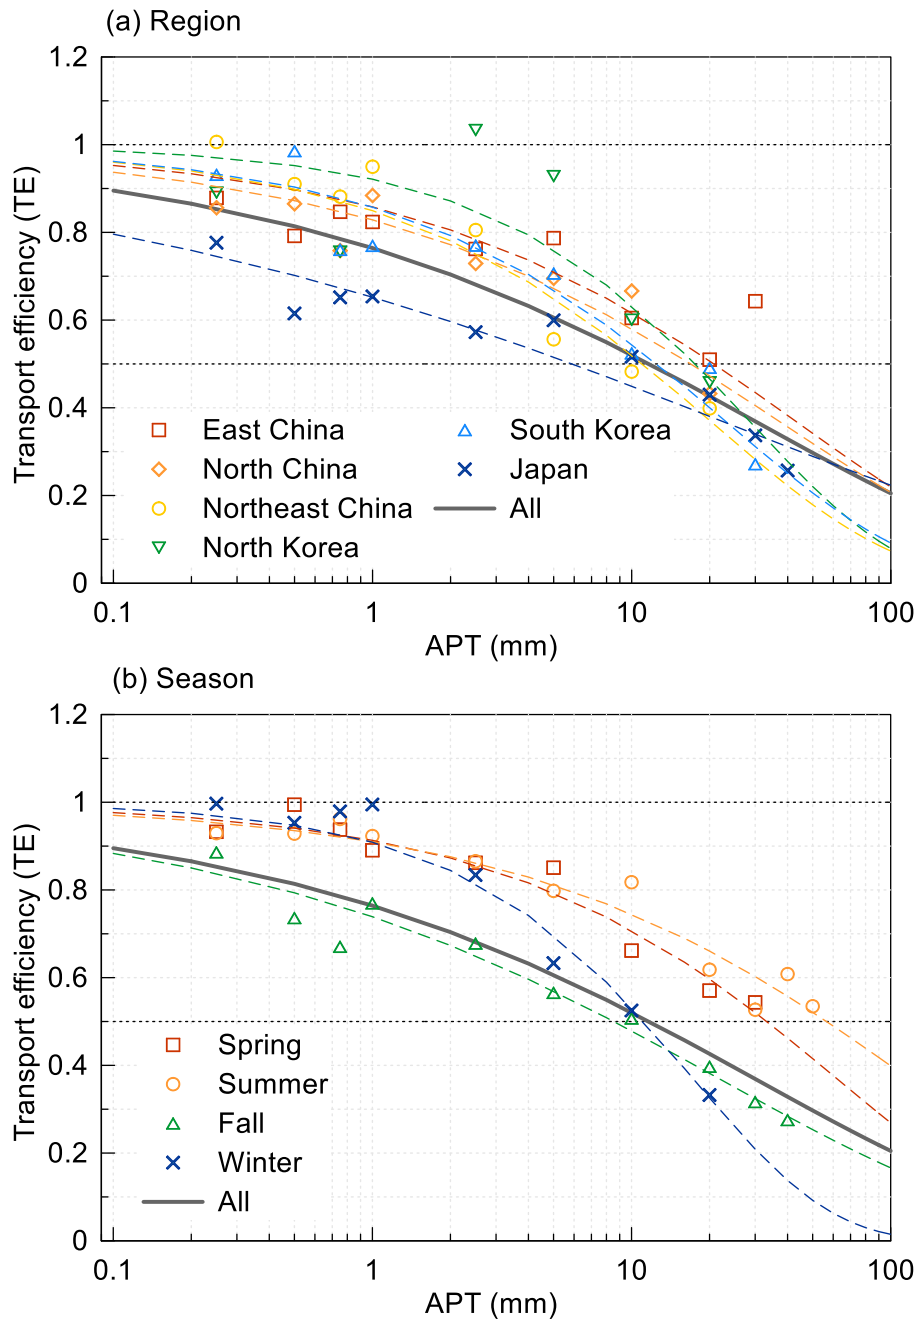 (a) Region
1.2
1
0.8
0.6
0.4
0.2
0
Transport efficiency (TE)
East China
North China
Northeast China
North Korea
South Korea
Japan
All
0.1 1 10 100
APT (mm)
(b) Season
1.2
1
0.8
0.6
0.4
0.2
0
Transport efficiency (TE)
Spring
Summer
Fall
Winter
All
0.1 1 10 100
APT (mm)